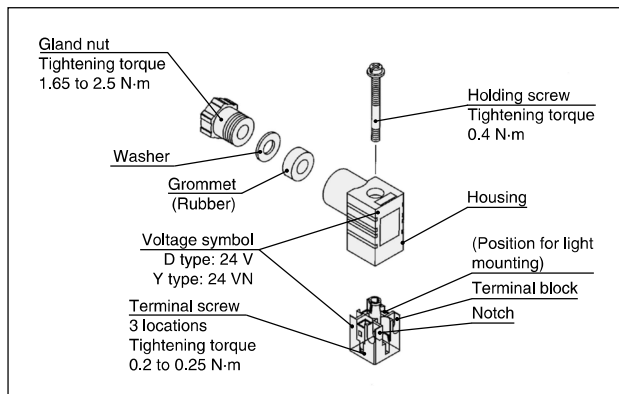 Gland nut
Tightening torque
1.65 to 2.5 N·m
Washer
Grommet
(Rubber)
Voltage symbol
D type: 24 V
Y type: 24 VN
Terminal screw
3 locations
Tightening torque
0.2 to 0.25 N·m
Holding screw
Tightening torque
0.4 N·m
Housing
(Position for light
mounting)
Terminal block
Notch